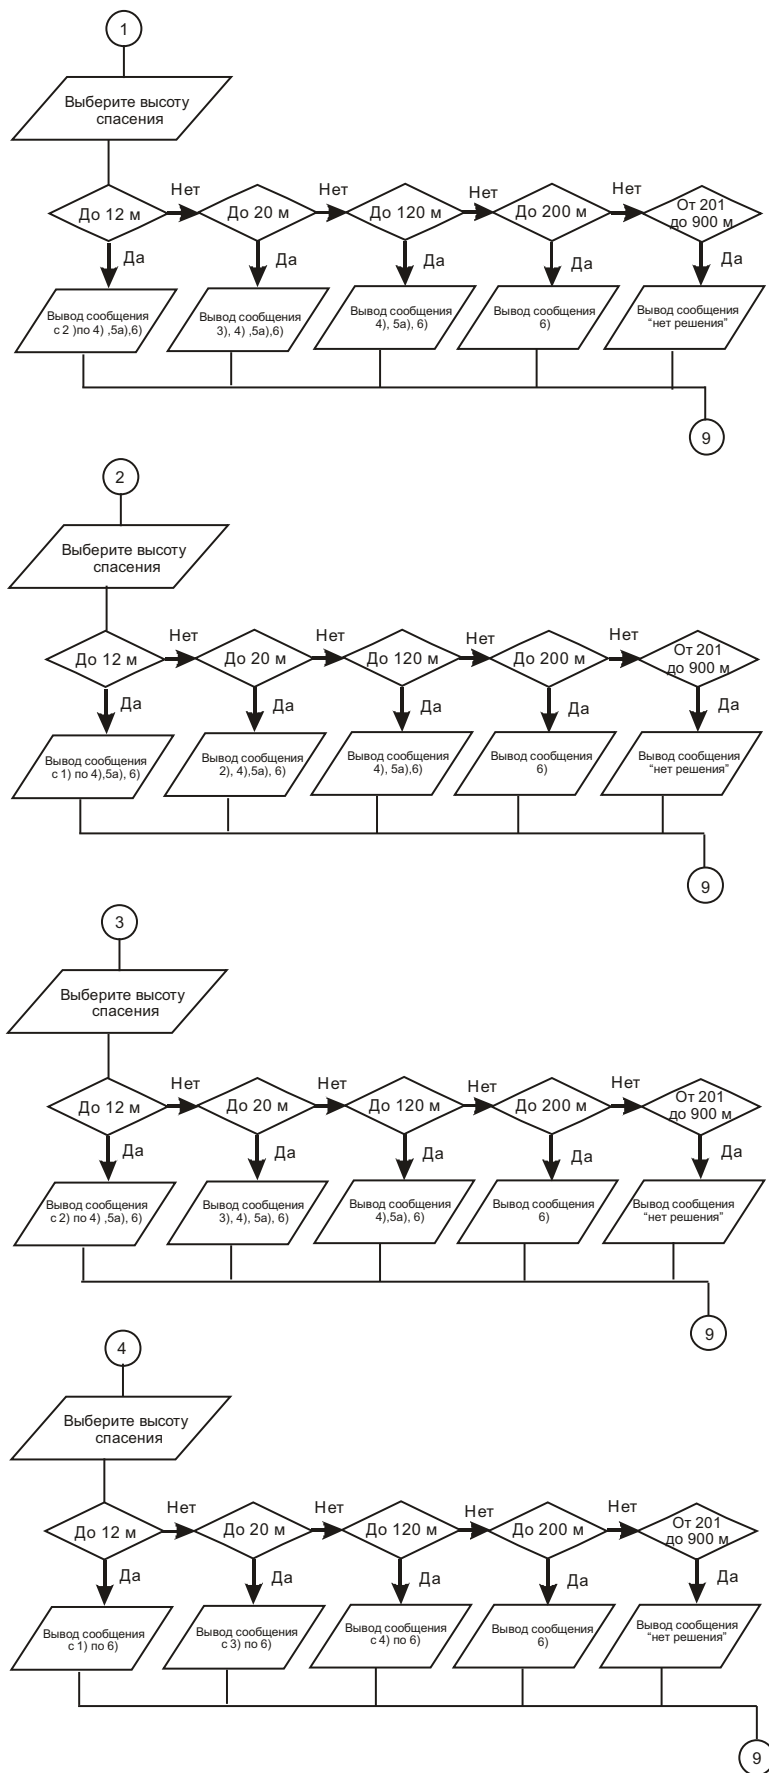 1
Выберите высоту
спасения
Нет
Нет
Нет
Нет
До 12 м
До 20 м
До 120 м
До 200 м
От 201
до 900 м
Да
Да
Да
Да
Да
Вывод сообщения
с 2 )по 4) ,5а),6)
Вывод сообщения
3), 4) ,5а),6)
Вывод сообщения
4), 5а), 6)
Вывод сообщения
6)
Вывод сообщения
“нет решения”
9
2
Выберите высоту
спасения
Нет
Нет
Нет
Нет
До 12 м
До 20 м
До 120 м
До 200 м
От 201
до 900 м
Да
Да
Да
Да
Да
Вывод сообщения
с 1) по 4),5а), 6)
Вывод сообщения
2), 4),5а), 6)
Вывод сообщения
4), 5а),6)
Вывод сообщения
6)
Вывод сообщения
“нет решения”
9
3
Выберите высоту
спасения
Нет
Нет
Нет
Нет
До 12 м
До 20 м
До 120 м
До 200 м
От 201
до 900 м
Да
Да
Да
Да
Да
Вывод сообщения
с 2) по 4) ,5а), 6)
Вывод сообщения
3), 4), 5а), 6)
Вывод сообщения
4),5а), 6)
Вывод сообщения
6)
Вывод сообщения
“нет решения”
9
4
Выберите высоту
спасения
Нет
Нет
Нет
Нет
До 12 м
До 20 м
До 120 м
До 200 м
От 201
до 900 м
Да
Да
Да
Да
Да
Вывод сообщения
с 1) по 6)
Вывод сообщения
с 3) по 6)
Вывод сообщения
с 4) по 6)
Вывод сообщения
6)
Вывод сообщения
“нет решения”
9